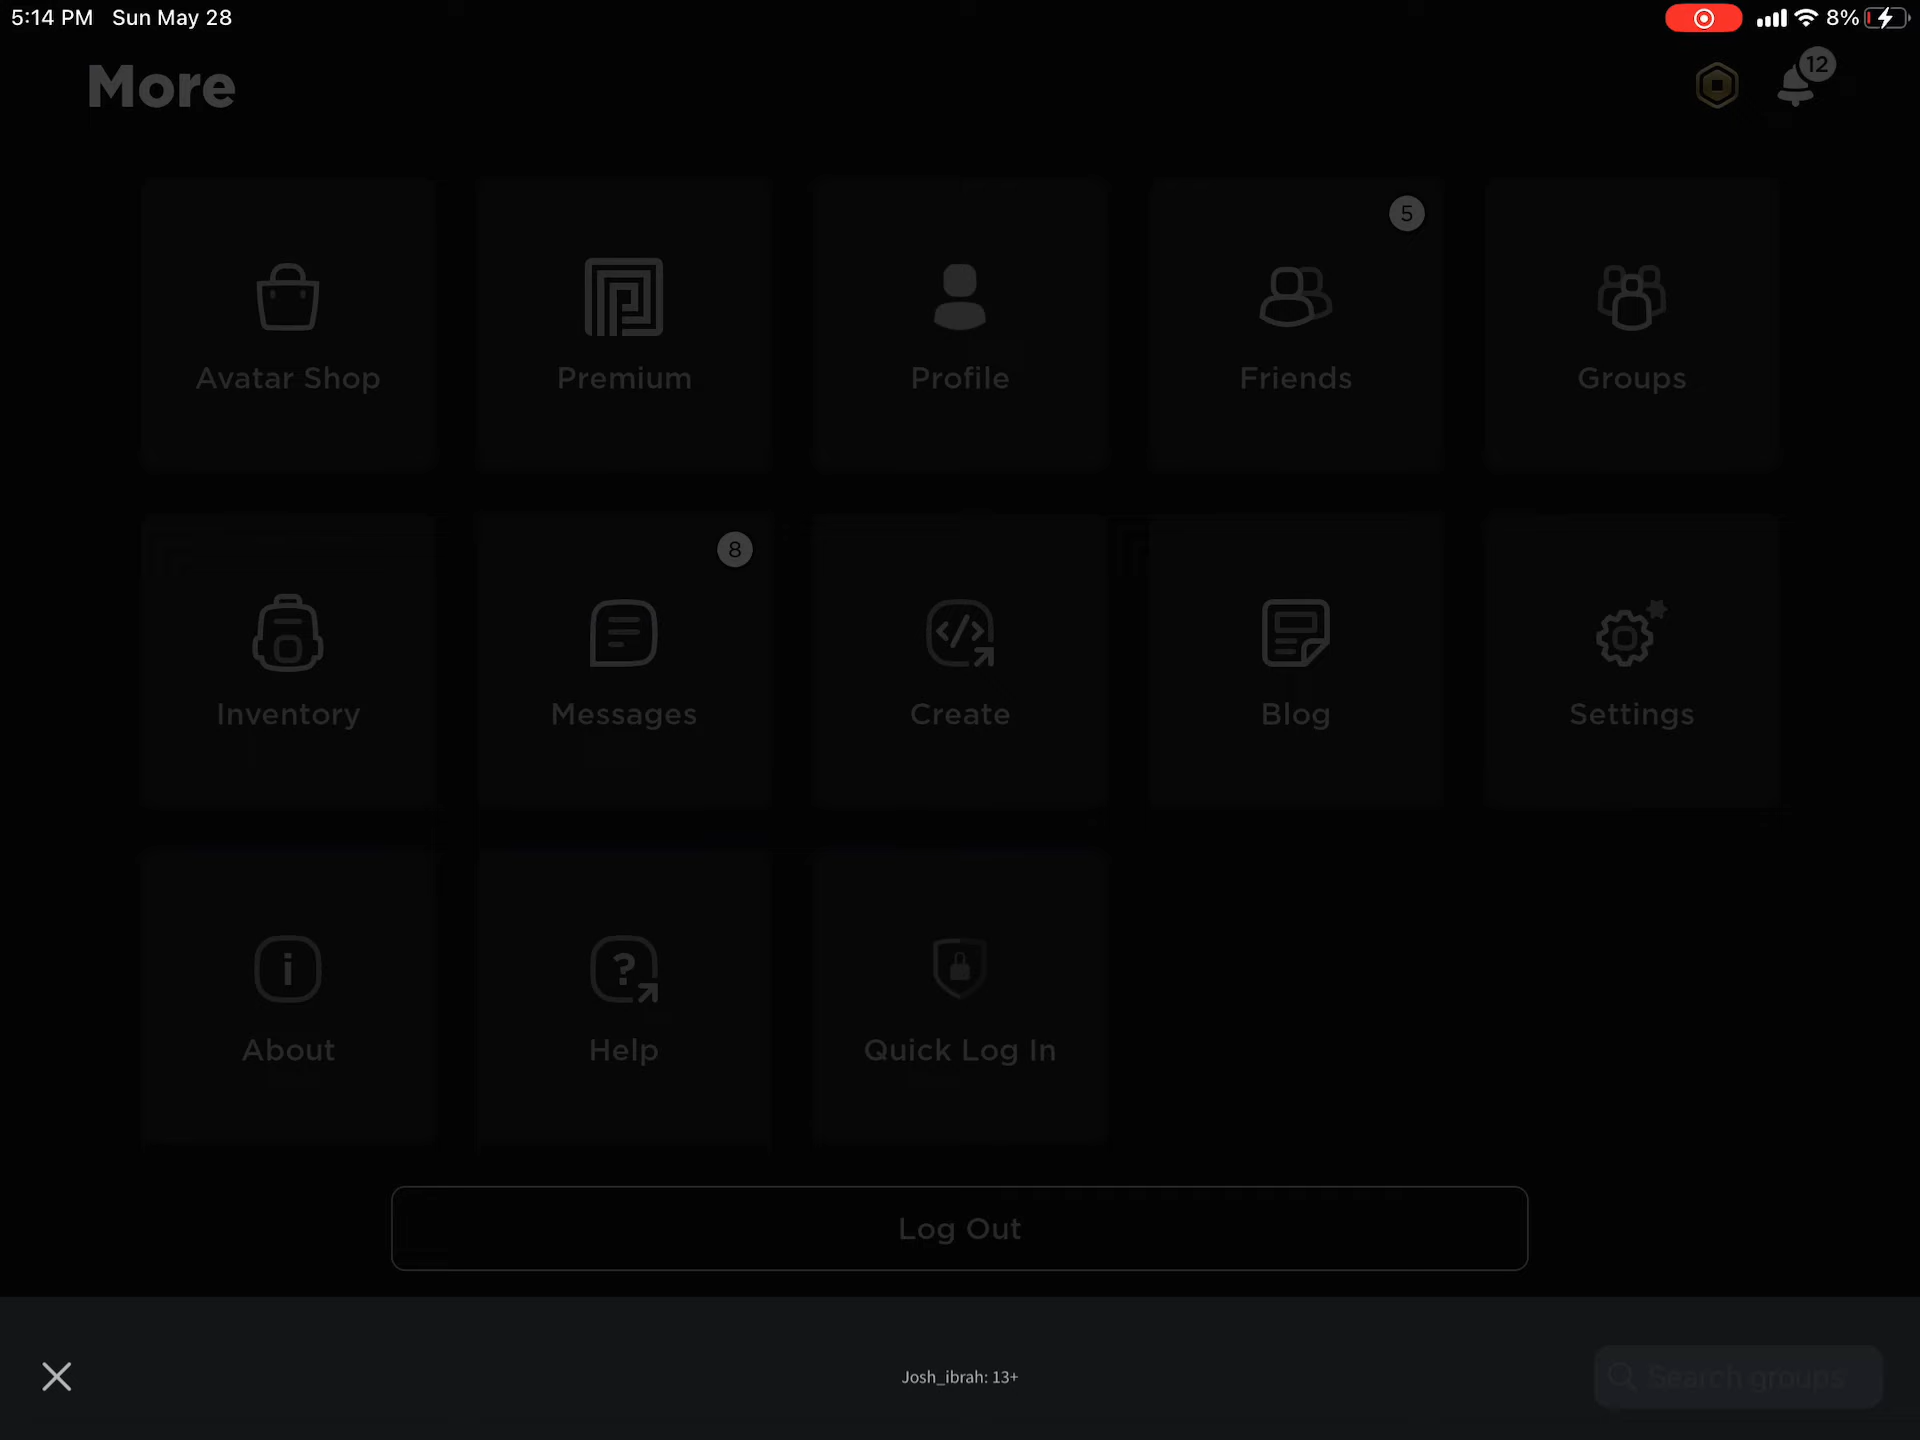 5:14 PM Sun May 28 8%
More 12
5
Avatar Shop Premium Profile Friends Groups
8
Inventory Messages Create Blog Settings
About Help Quick Log In
Log Out
Josh_ibrah: 13+ Search groups